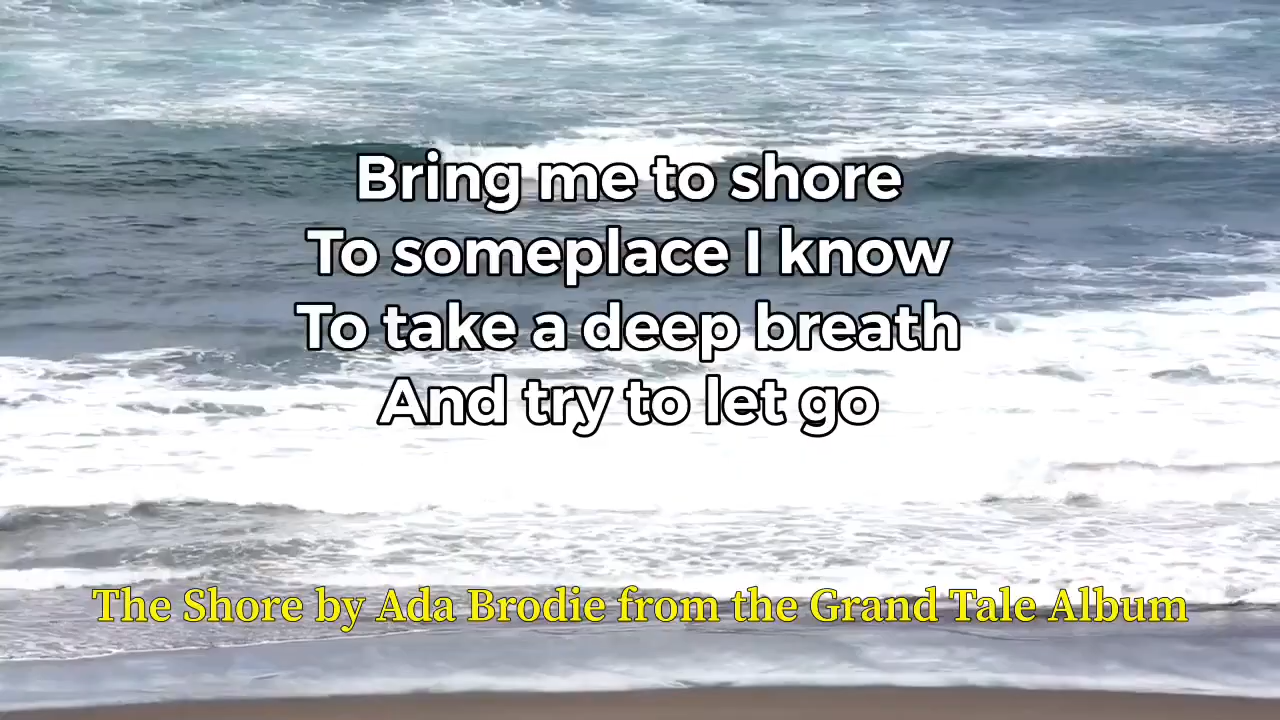 Bring me to shore
To someplace I know
To take a deep breath
And try to let go
The Shore by Ada Brodie from the Grand Tale Album